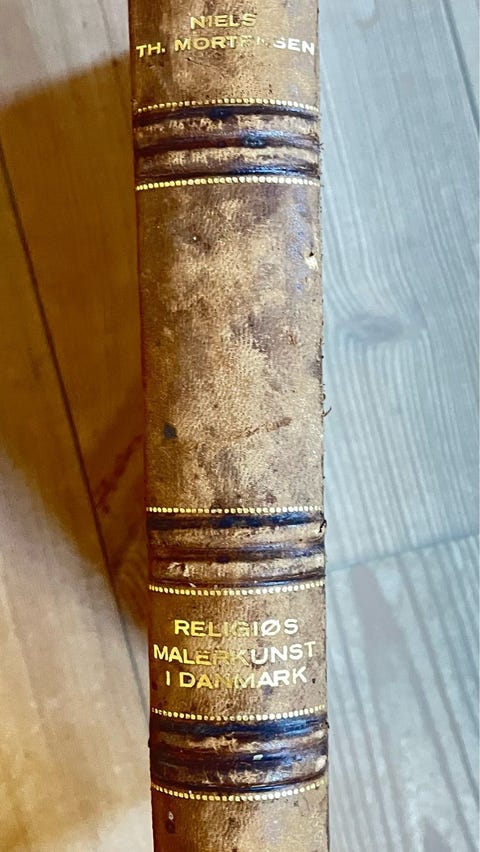 NIELS
TH. MORTENSEN
RELIGIØS
MALERKUNST
I DANMARK